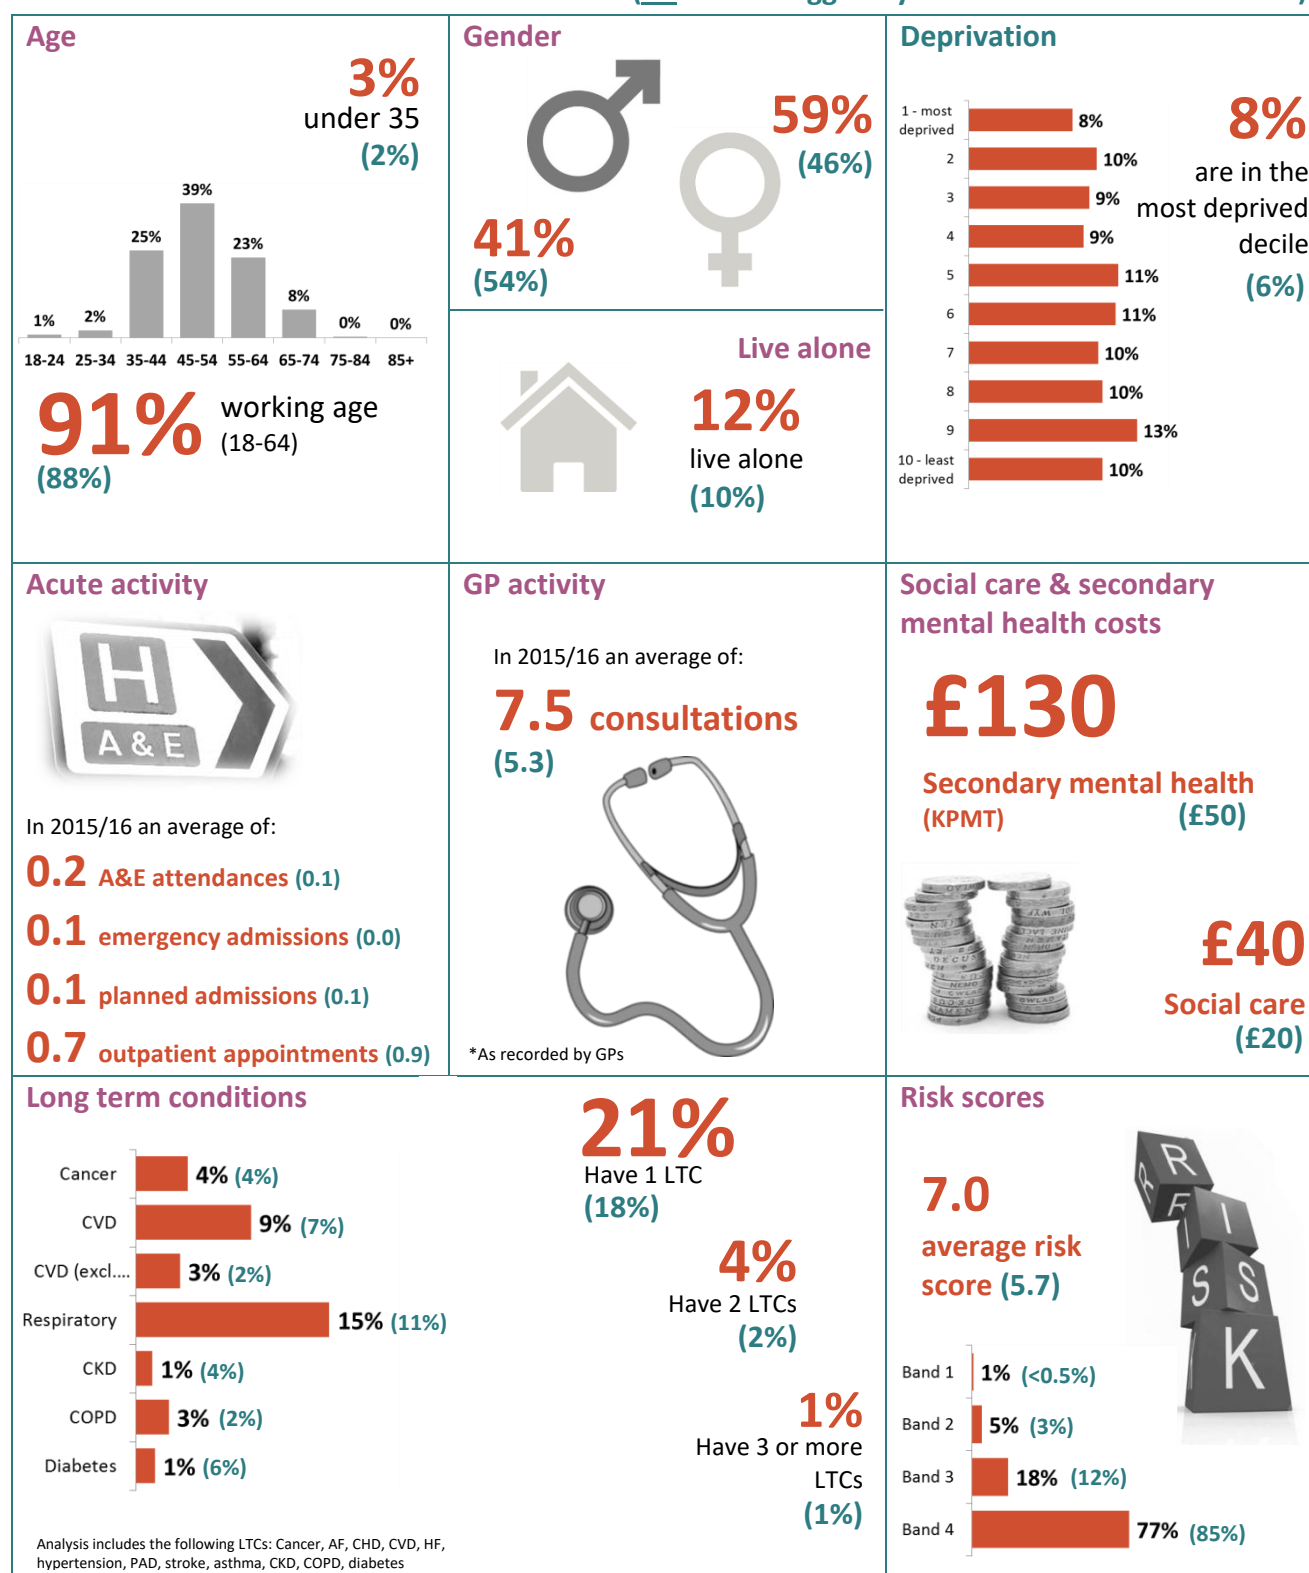 Age
3%
under 35
(2%)
39%
25%
23%
8%
1%
2%
0%
0%
18-24 25-34 35-44 45-54 55-64 65-74 75-84 85+
91% working age
(18-64)
(88%)
Gender
59%
(46%)
41%
(54%)
Live alone
12%
live alone
(10%)
Deprivation
1 - most
deprived
8%
2 10%
3 9%
4 9%
5 11%
6 11%
7 10%
8 10%
9 13%
10 - least
deprived
10%
8%
are in the
most deprived
decile
(6%)
Acute activity
H
A & E
In 2015/16 an average of:
0.2 A&E attendances (0.1)
0.1 emergency admissions (0.0)
0.1 planned admissions (0.1)
0.7 outpatient appointments (0.9)
GP activity
In 2015/16 an average of:
7.5 consultations
(5.3)
*As recorded by GPs
Social care & secondary
mental health costs
£130
Secondary mental health
(KPMT) (£50)
£40
Social care
(£20)
Long term conditions
Cancer 4% (4%)
CVD 9% (7%)
CVD (excl.... 3% (2%)
Respiratory 15% (11%)
CKD 1% (4%)
COPD 3% (2%)
Diabetes 1% (6%)
Analysis includes the following LTCs: Cancer, AF, CHD, CVD, HF,
hypertension, PAD, stroke, asthma, CKD, COPD, diabetes
21%
Have 1 LTC
(18%)
4%
Have 2 LTCs
(2%)
1%
Have 3 or more
LTCs
(1%)
Risk scores
7.0
average risk
score (5.7)
R
I
S
K
Band 1 1% (<0.5%)
Band 2 5% (3%)
Band 3 18% (12%)
Band 4 77% (85%)